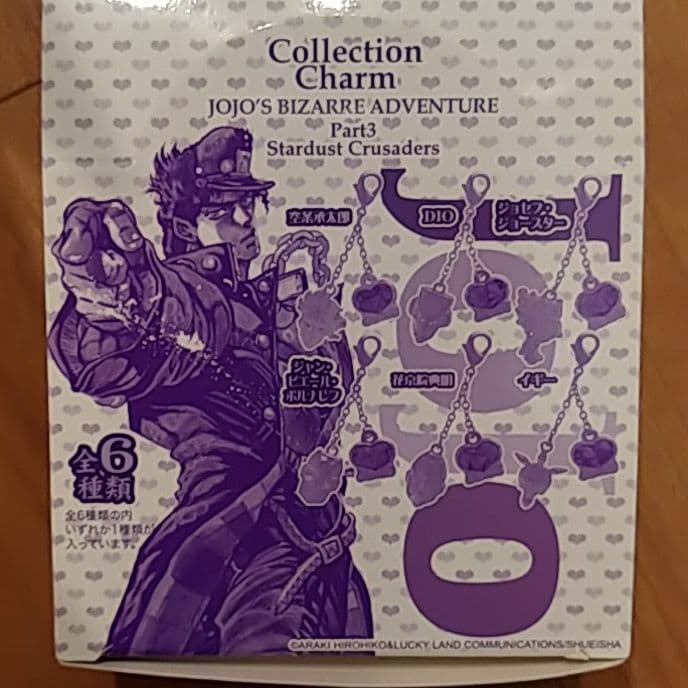 Collection
Charm
JOJO'S BIZARRE ADVENTURE
Part3
Stardust Crusaders
空条承太郎
DIO
ジョセフ・
ジョースター
ジャン・
ピエール・
ポルナレフ
花京院典明
イギー
全6
種類
全6種類の内
いずれか1種類が
入っています。
©ARAKI HIROHIKO&LUCKY LAND COMMUNICATIONS/SHUEISHA